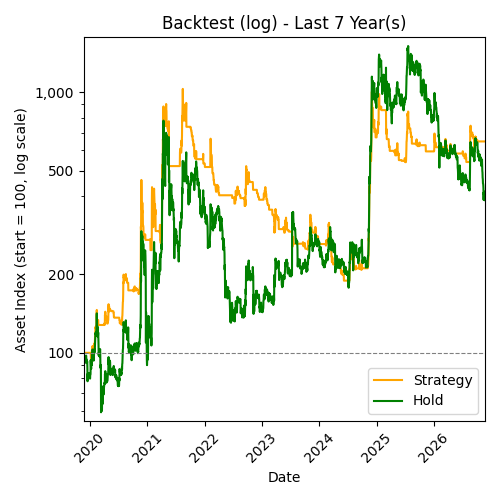 Backtest (log) - Last 7 Year(s)
Asset Index (start = 100, log scale)
1,000
500
200
100
Strategy
Hold
2020
2021
2022
2023
2024
2025
2026
Date